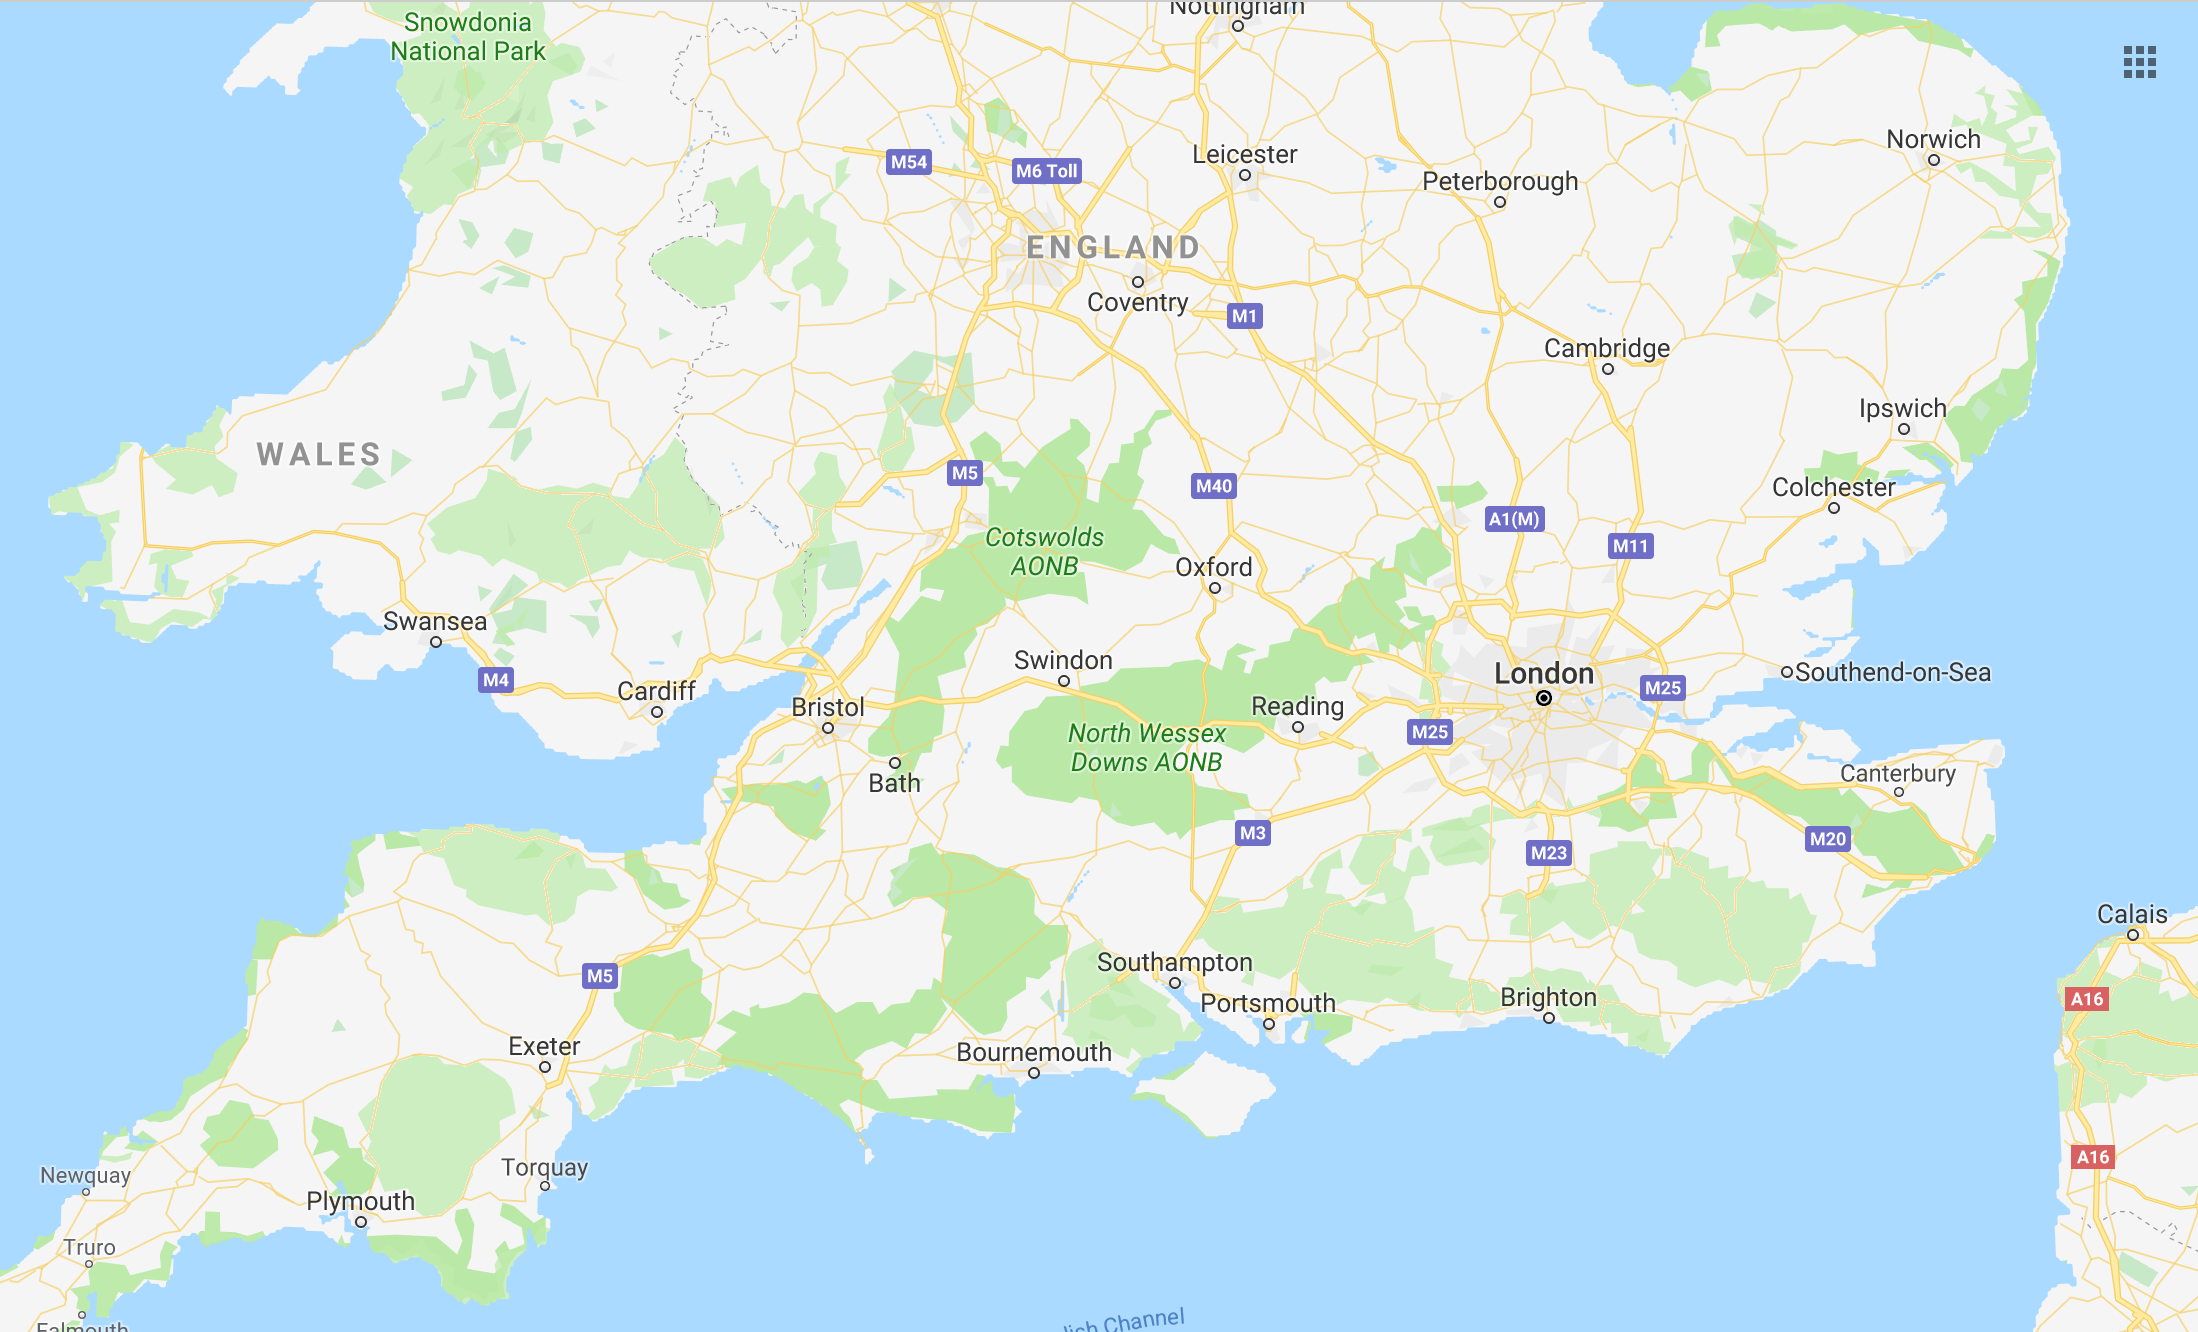 Snowdonia
National Park
Nottingham
Norwich
M54
M6 Toll
Leicester
Peterborough
ENGLAND
Coventry
M1
Cambridge
Ipswich
WALES
M5
M40
Colchester
A1(M)
M11
Cotswolds
AONB
Oxford
Swansea
M4
Swindon
London
Southend-on-Sea
M25
Cardiff
Bristol
Reading
M25
North Wessex
Downs AONB
Bath
Canterbury
M3
M23
M20
Calais
M5
Southampton
Portsmouth
Brighton
A16
Exeter
Bournemouth
A16
Newquay
Torquay
Plymouth
Truro
Falmouth
lish Channel